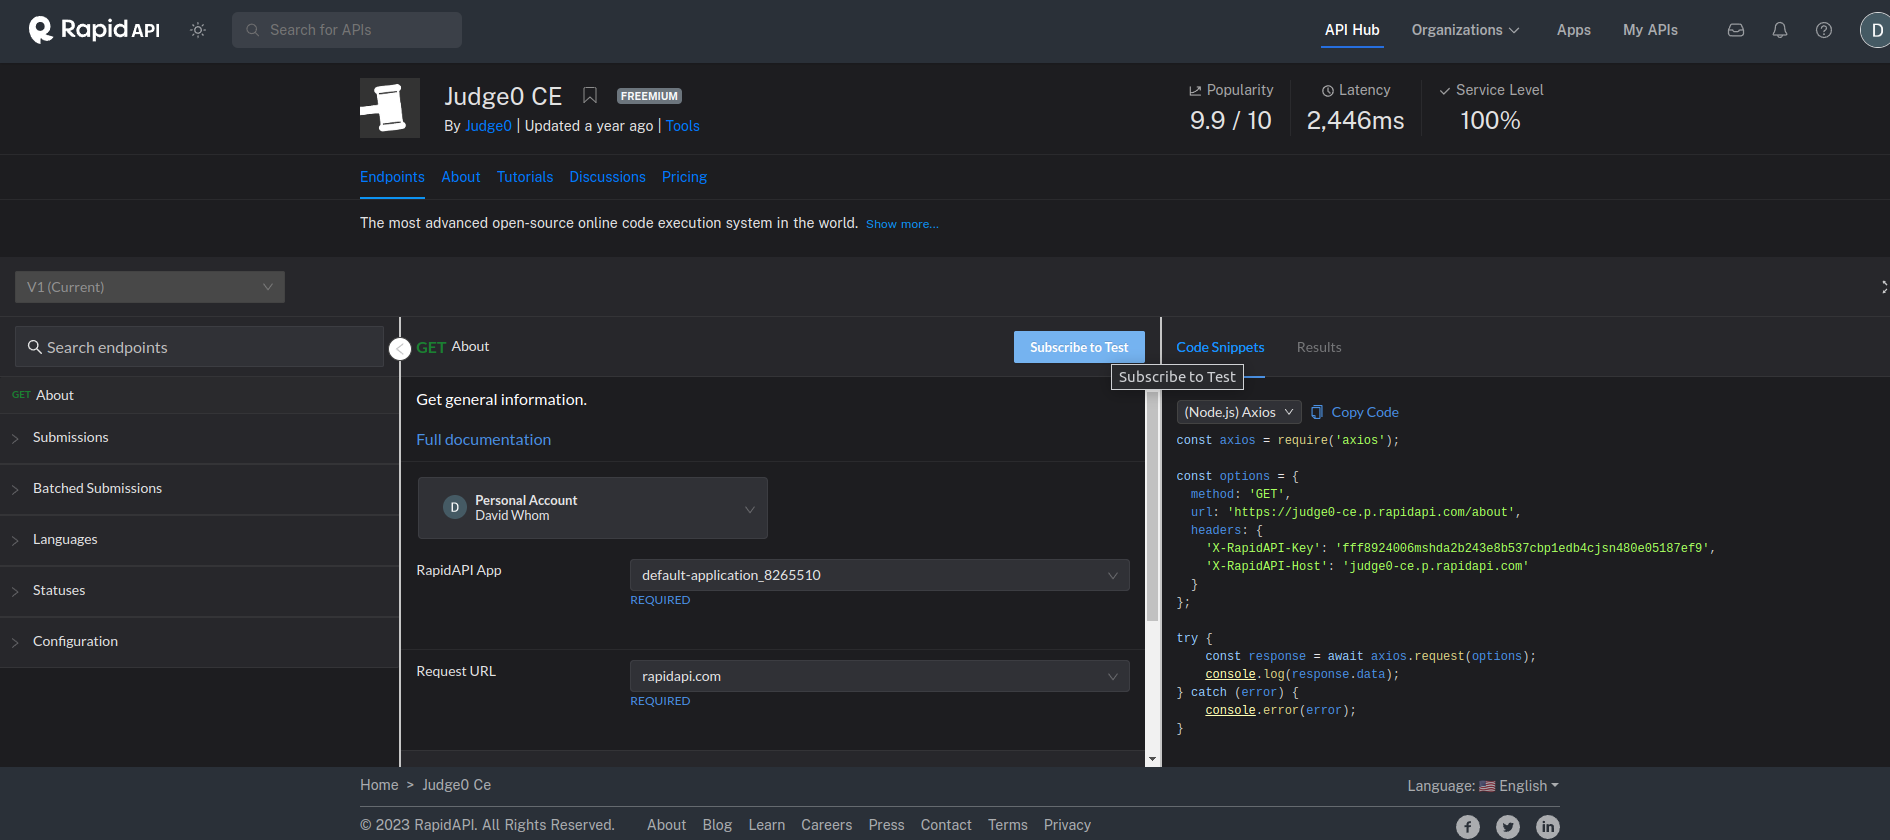 Rapid API
Search for APIs
API Hub
Organizations
Apps
My APIs
D
Judge0 CE
FREEMIUM
By Judge0 | Updated a year ago | Tools
Popularity
9.9 / 10
Latency
2,446ms
Service Level
100%
Endpoints
About
Tutorials
Discussions
Pricing
The most advanced open-source online code execution system in the world. Show more...
V1 (Current)
Search endpoints
GET About
Submissions
Batched Submissions
Languages
Statuses
Configuration
GET About
Subscribe to Test
Subscribe to Test
Get general information.
Full documentation
D
Personal Account
David Whom
RapidAPI App
default-application_8265510
REQUIRED
Request URL
rapidapi.com
REQUIRED
Code Snippets
Results
(Node.js) Axios
Copy Code
const axios = require('axios');
const options = {
method: 'GET',
url: 'https://judge0-ce.p.rapidapi.com/about',
headers: {
'X-RapidAPI-Key': 'fff8924006mshda2b243e8b537cbp1edb4cjsn480e05187ef9',
'X-RapidAPI-Host': 'judge0-ce.p.rapidapi.com'
}
};
try {
const response = await axios.request(options);
console.log(response.data);
} catch (error) {
console.error(error);
}
Home > Judge0 Ce
Language: English
© 2023 RapidAPI. All Rights Reserved.
About
Blog
Learn
Careers
Press
Contact
Terms
Privacy